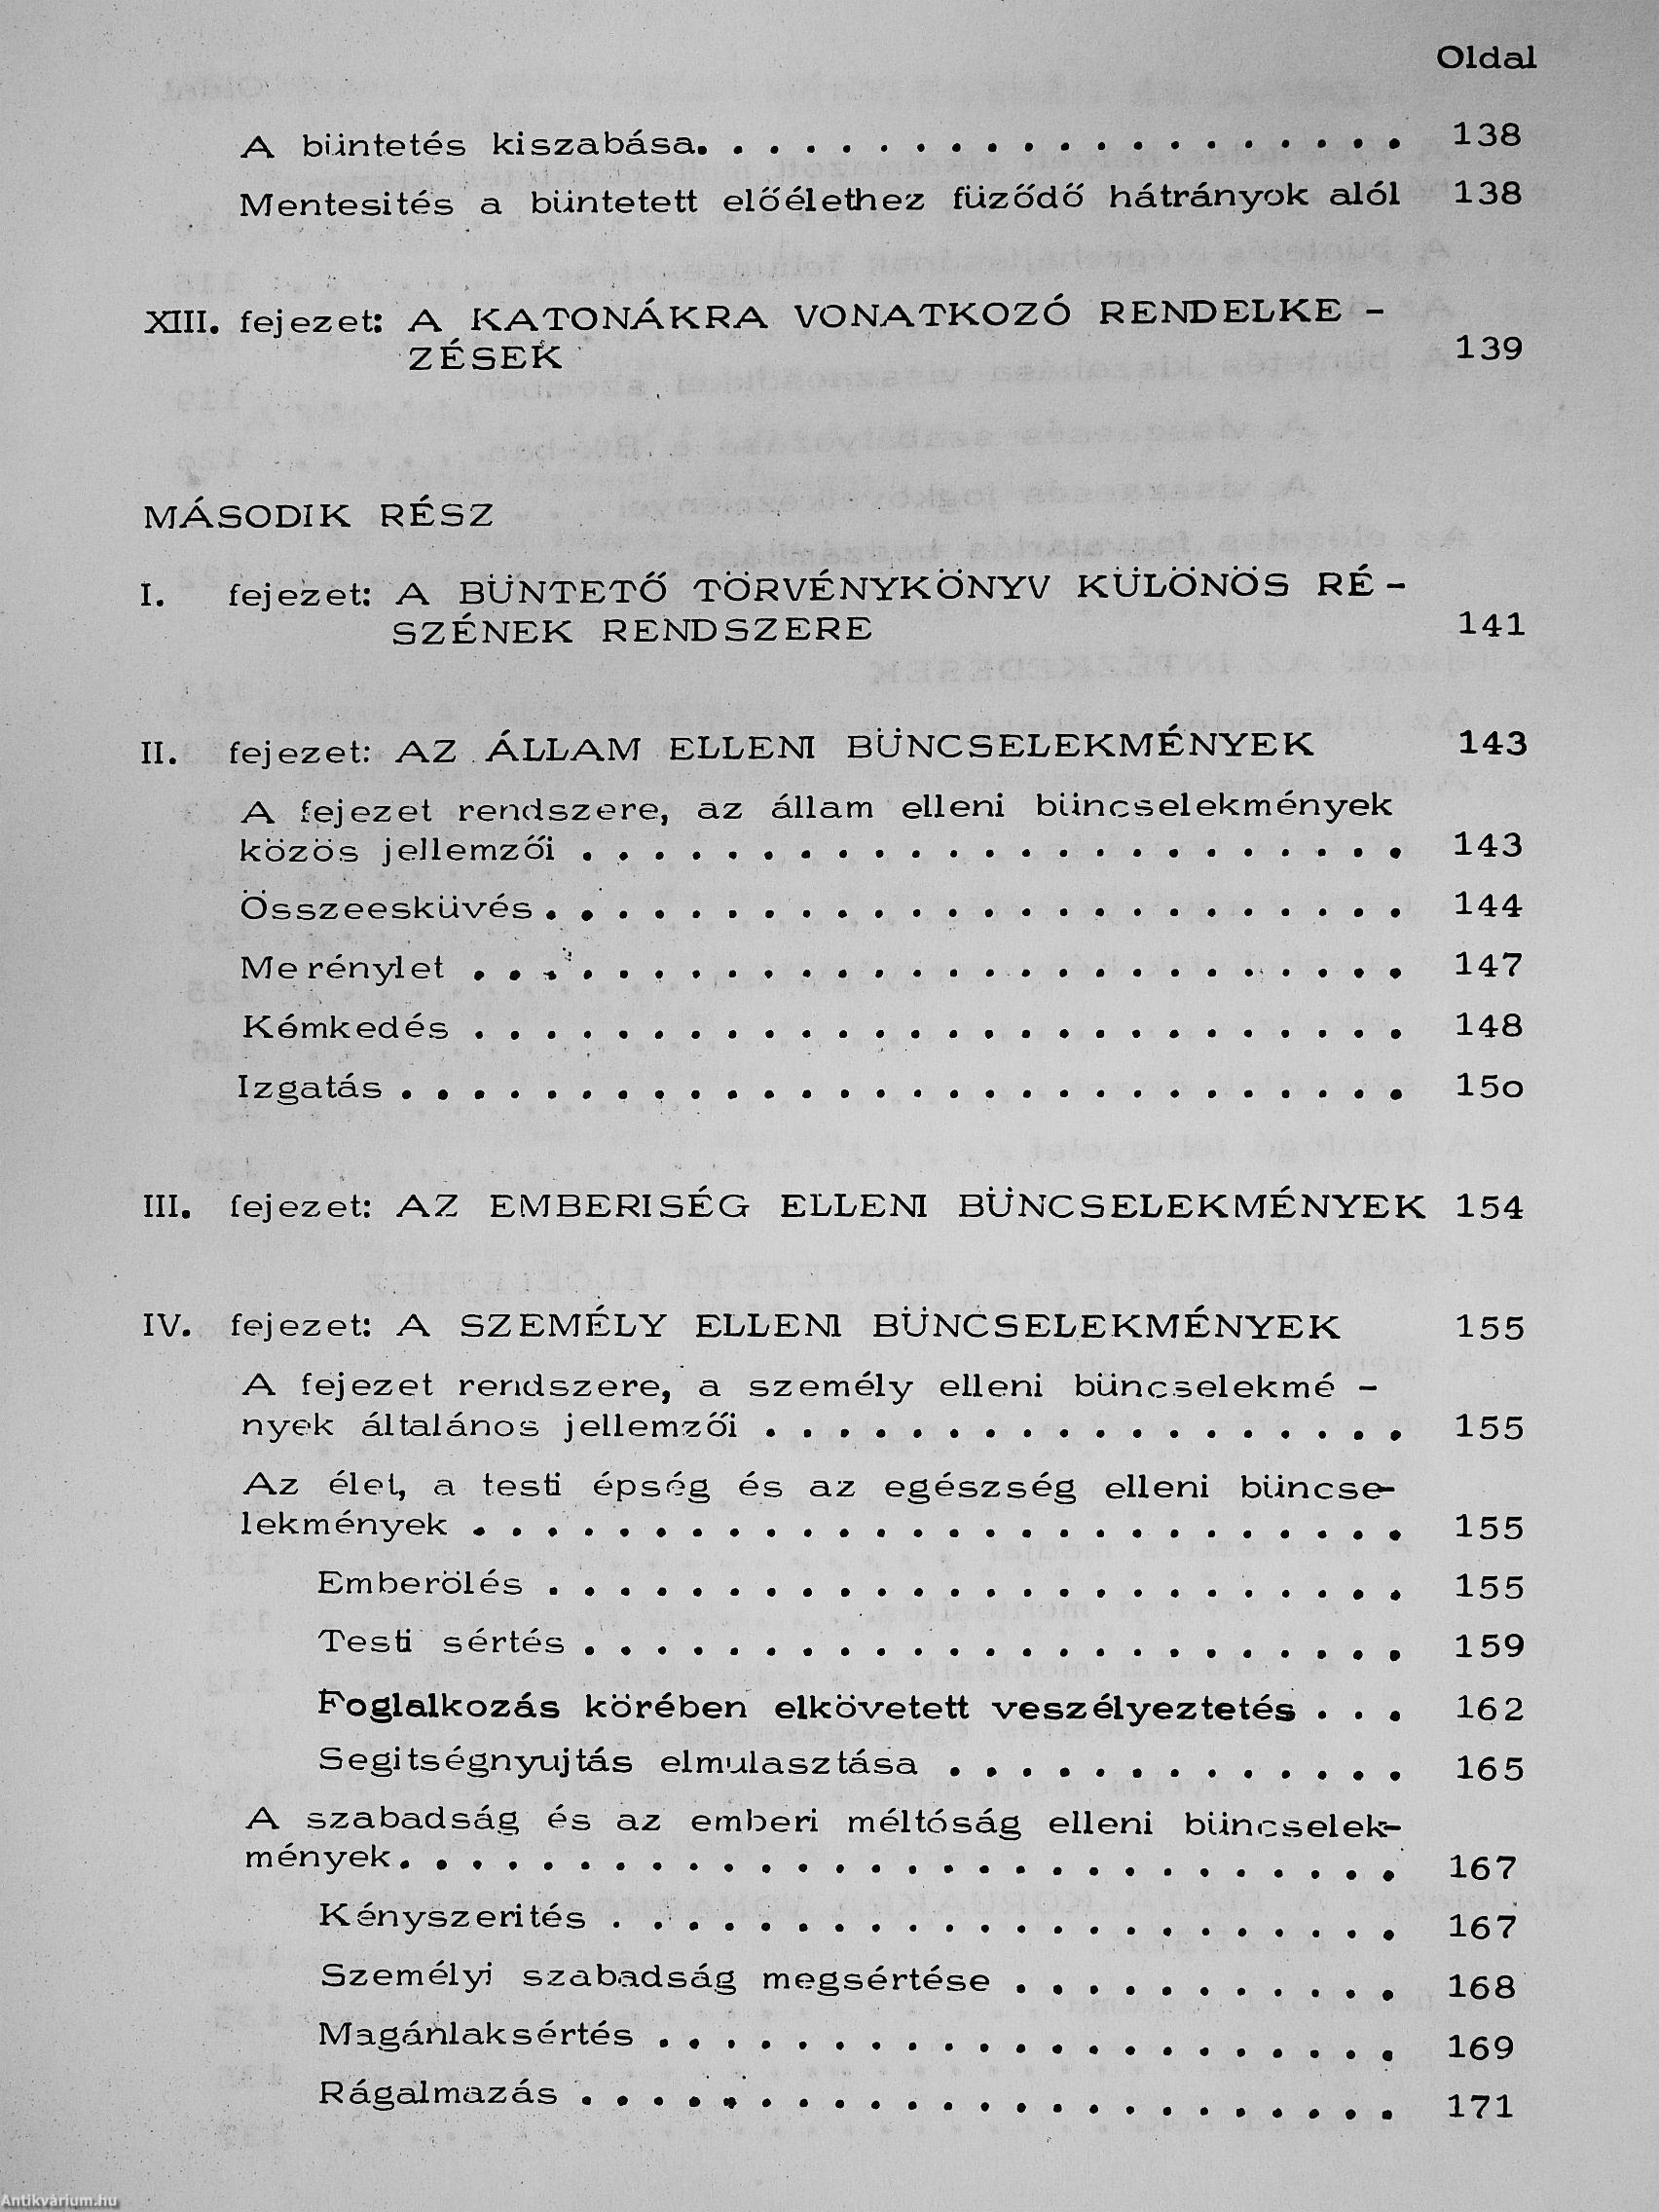 Oldal
A büntetés kiszabása. . . . . . . . . . . . . . . . . . . . 138
Mentesités a büntetett előélethez füződő hátrányok alól 138
XIII. fejezet: A KATONÁKRA VONATKOZÓ RENDELKE -
ZÉSEK 139
MÁSODIK RÉSZ
I. fejezet: A BÜNTETŐ TÖRVÉNYKÖNYV KÜLÖNÖS RÉ -
SZÉNEK RENDSZERE 141
II. fejezet: AZ ÁLLAM ELLENI BÜNCSELEKMÉNYEK 143
A fejezet rendszere, az állam elleni büncselekmények
közös jellemzői . . . . . . . . . . . . . . . . . . . . . . . 143
Összeesküvés . . . . . . . . . . . . . . . . . . . . . . . . 144
Merénylet . . . . . . . . . . . . . . . . . . . . . . . . . . 147
Kémkedés . . . . . . . . . . . . . . . . . . . . . . . . . . 148
Izgatás . . . . . . . . . . . . . . . . . . . . . . . . . . . . 15o
III. fejezet: AZ EMBERISÉG ELLENI BÜNCSELEKMÉNYEK 154
IV. fejezet: A SZEMÉLY ELLENI BÜNCSELEKMÉNYEK 155
A fejezet rendszere, a személy elleni büncselekmé -
nyek általános jellemzői . . . . . . . . . . . . . . . . . . 155
Az élet, a testi épség és az egészség elleni büncse-
lekmények . . . . . . . . . . . . . . . . . . . . . . . . . . 155
Emberölés . . . . . . . . . . . . . . . . . . . . . . . . 155
Testi sértés . . . . . . . . . . . . . . . . . . . . . . . 159
Foglalkozás körében elkövetett veszélyeztetés . . . 162
Segitségnyujtás elmulasztása . . . . . . . . . . . . . 165
A szabadság és az emberi méltóság elleni büncselek-
mények. . . . . . . . . . . . . . . . . . . . . . . . . . . . 167
Kényszerités . . . . . . . . . . . . . . . . . . . . . . 167
Személyi szabadság megsértése . . . . . . . . . . . 168
Magánlaksértés . . . . . . . . . . . . . . . . . . . . . 169
Rágalmazás . . . . . . . . . . . . . . . . . . . . . . . 171
Antikvárium.hu